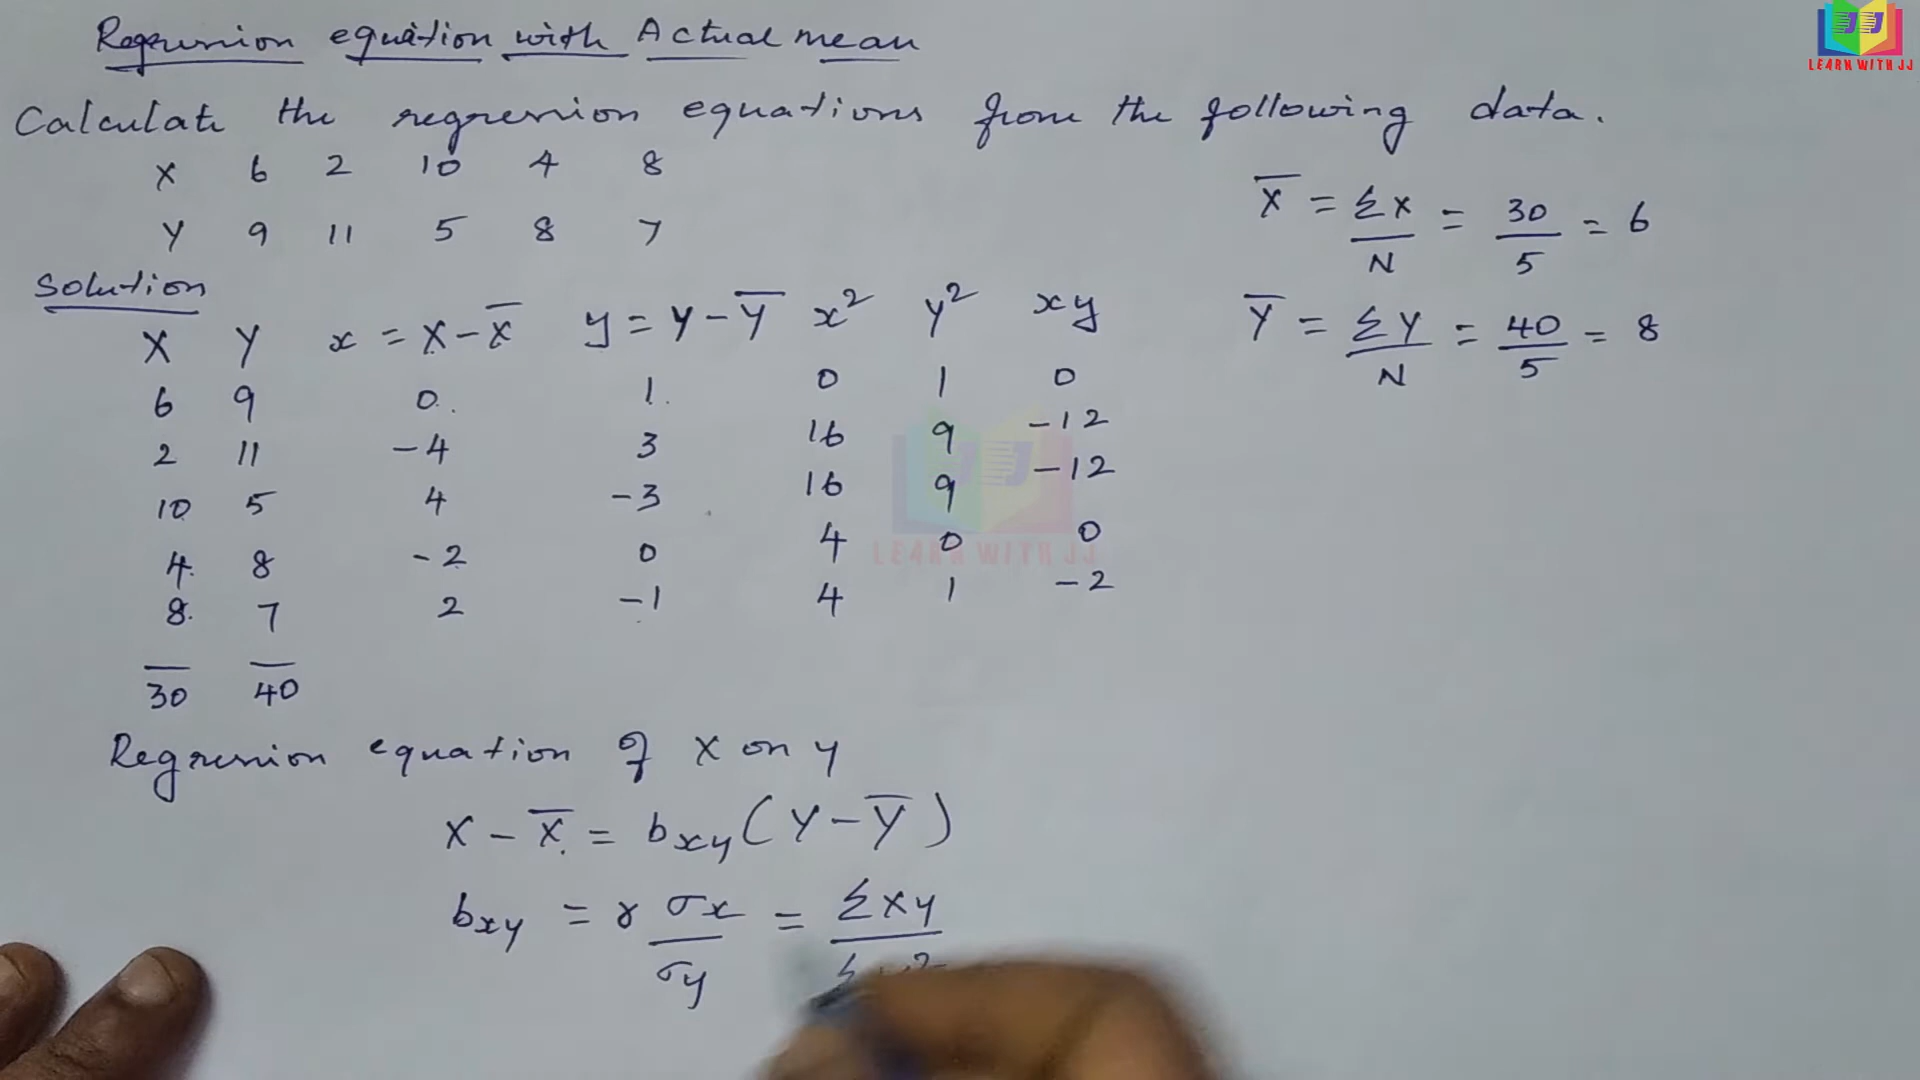 Regression equation with Actual mean
LEARN WITH JJ
Calculate the regression equations from the following data.
X 6 2 10 4 8
Y 9 11 5 8 7
X̅ = ΣX/N = 30/5 = 6
Y̅ = ΣY/N = 40/5 = 8
Solution
X Y x = X - X̅ y = Y - Y̅ x² y² xy
6 9 0 1 0 1 0
2 11 -4 3 16 9 -12
10 5 4 -3 16 9 -12
4 8 -2 0 4 0 0
8 7 2 -1 4 1 -2
30 40
LEARN WITH JJ
Regression equation of X on y
X - X̅ = bxy (Y - Y̅)
bxy = r σx/σy = Σxy/Σy²